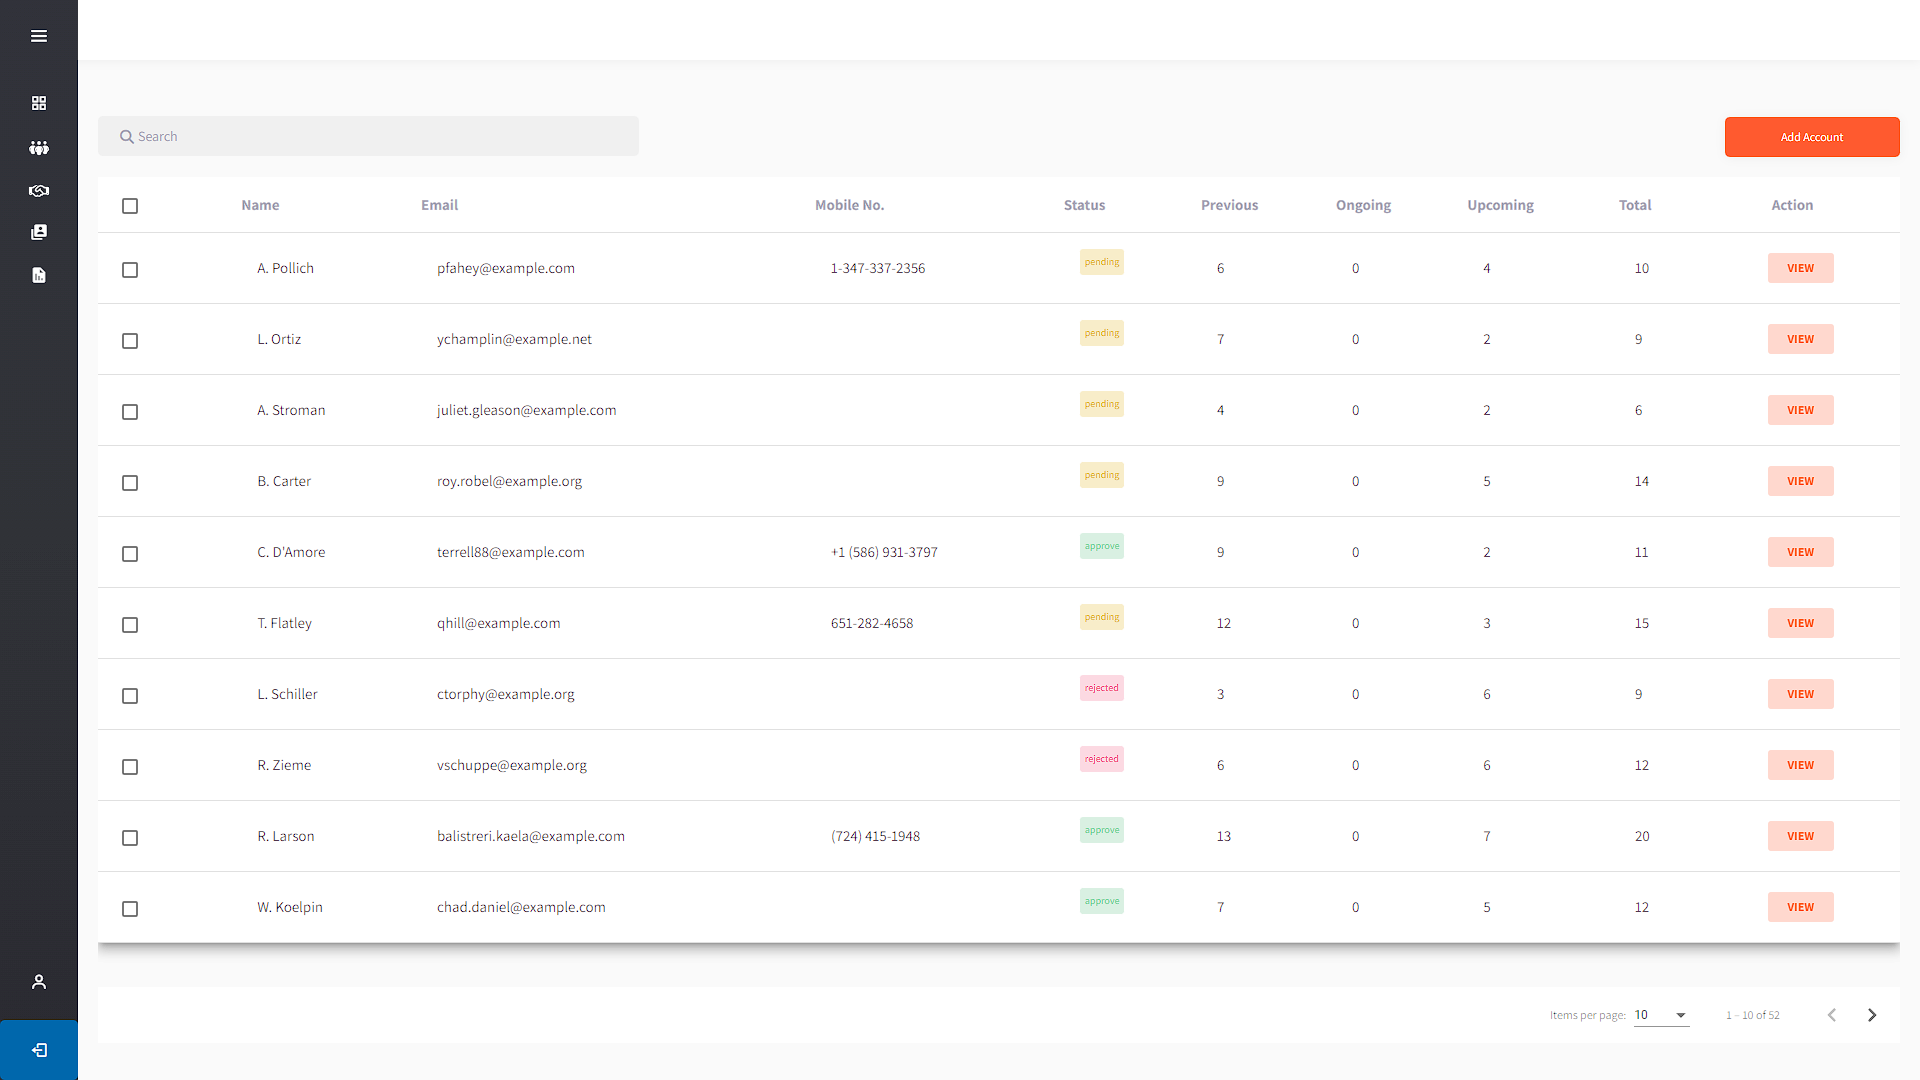 Search
Add Account
Name Email Mobile No. Status Previous Ongoing Upcoming Total Action
A. Pollich pfahey@example.com 1-347-337-2356 pending 6 0 4 10 VIEW
L. Ortiz ychamplin@example.net pending 7 0 2 9 VIEW
A. Stroman juliet.gleason@example.com pending 4 0 2 6 VIEW
B. Carter roy.robel@example.org pending 9 0 5 14 VIEW
C. D'Amore terrell88@example.com +1 (586) 931-3797 approve 9 0 2 11 VIEW
T. Flatley qhill@example.com 651-282-4658 pending 12 0 3 15 VIEW
L. Schiller ctorphy@example.org rejected 3 0 6 9 VIEW
R. Zieme vschuppe@example.org rejected 6 0 6 12 VIEW
R. Larson balistreri.kaela@example.com (724) 415-1948 approve 13 0 7 20 VIEW
W. Koelpin chad.daniel@example.com approve 7 0 5 12 VIEW
Items per page: 10 1 – 10 of 52